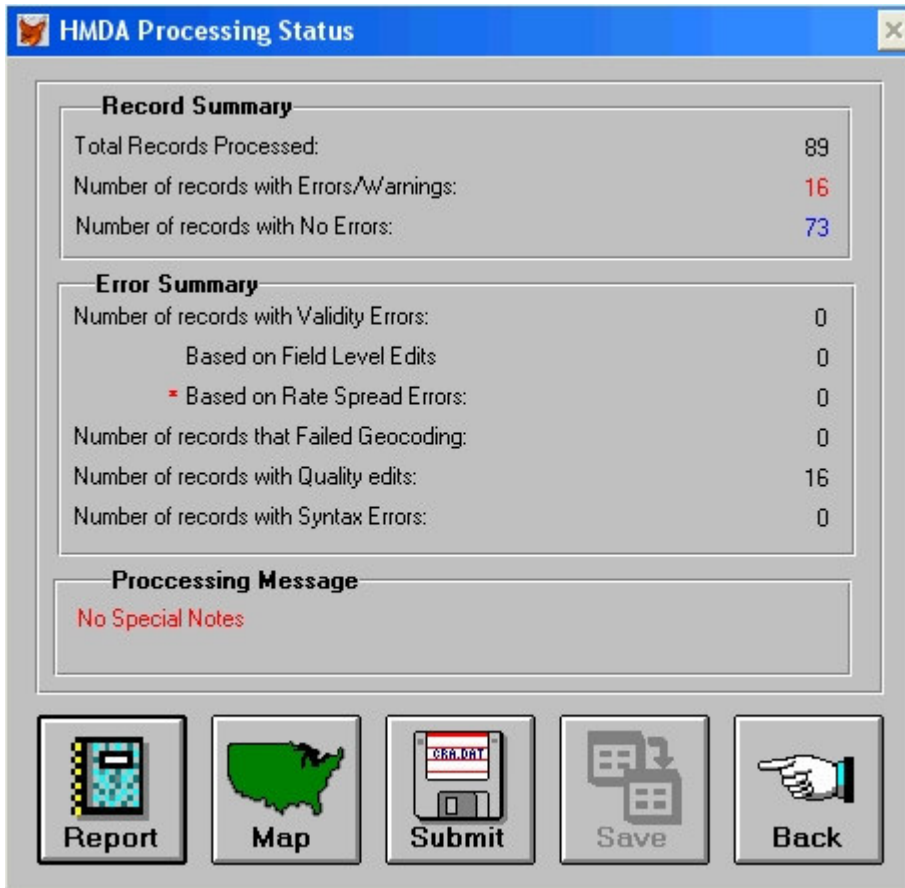 HMDA Processing Status
Record Summary
Total Records Processed: 89
Number of records with Errors/Warnings: 16
Number of records with No Errors: 73
Error Summary
Number of records with Validity Errors: 0
Based on Field Level Edits 0
* Based on Rate Spread Errors: 0
Number of records that Failed Geocoding: 0
Number of records with Quality edits: 16
Number of records with Syntax Errors: 0
Proccessing Message
No Special Notes
CRA.DAT
Report Map Submit Save Back